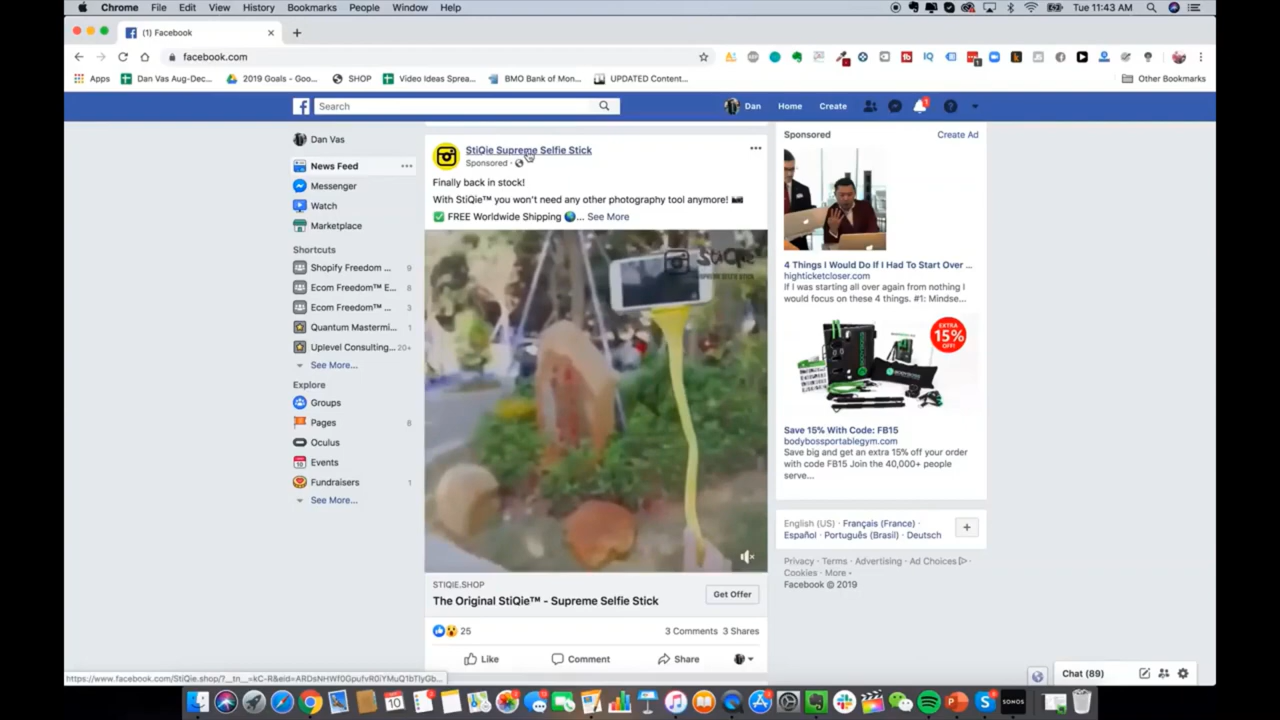 Chrome File Edit View History Bookmarks People Window Help Tue 11:43 AM
(1) Facebook
facebook.com
Apps Dan Vas Aug-Dec... 2019 Goals - Goo... SHOP Video Ideas Sprea... BMO Bank of Mon... UPDATED Content... Other Bookmarks
Search Dan Home Create
Dan Vas
News Feed
Messenger
Watch
Marketplace
Shortcuts
Shopify Freedom ... 9
Ecom Freedom™ E... 8
Ecom Freedom™ ... 3
Quantum Mastermi... 1
Uplevel Consulting... 20+
See More...
Explore
Groups
Pages 8
Oculus
Events
Fundraisers 1
See More...
StiQie Supreme Selfie Stick
Sponsored ·
Finally back in stock!
With StiQie™ you won't need any other photography tool anymore! 📸
✅ FREE Worldwide Shipping 🌏... See More
StiQie
SUPREME SELFIE STICK
STIQIE.SHOP
The Original StiQie™ - Supreme Selfie Stick
Get Offer
25 3 Comments 3 Shares
Like Comment Share
Sponsored Create Ad
4 Things I Would Do If I Had To Start Over ...
highticketcloser.com
If I was starting all over again from nothing I
would focus on these 4 things. #1: Mindse...
EXTRA
15%
OFF!
Save 15% With Code: FB15
bodybossportablegym.com
Save big and get an extra 15% off your order
with code FB15 Join the 40,000+ people
serve...
English (US) · Français (France) ·
Español · Português (Brasil) · Deutsch
Privacy · Terms · Advertising · Ad Choices ·
Cookies · More
Facebook © 2019
Chat (89)